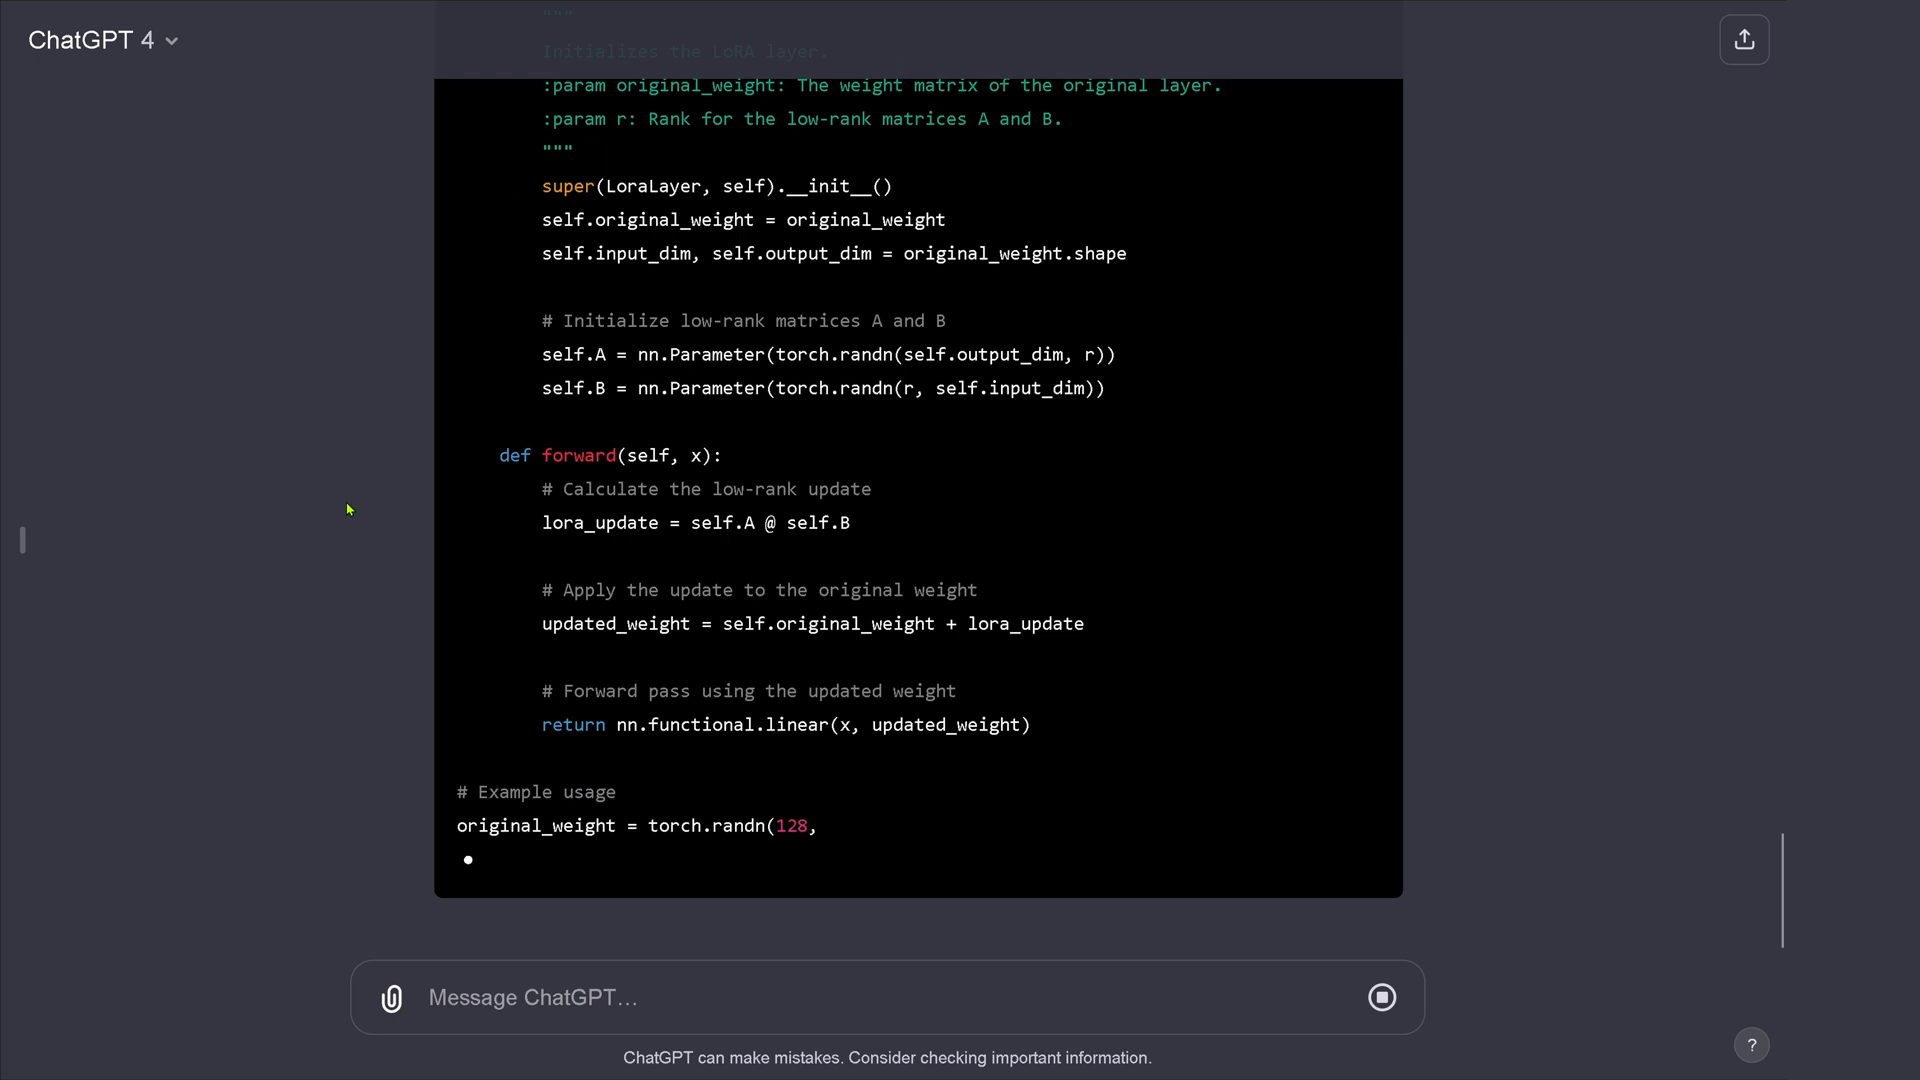 ChatGPT 4
"""
Initializes the LoRA layer.
:param original_weight: The weight matrix of the original layer.
:param r: Rank for the low-rank matrices A and B.
"""
super(LoraLayer, self).__init__()
self.original_weight = original_weight
self.input_dim, self.output_dim = original_weight.shape
# Initialize low-rank matrices A and B
self.A = nn.Parameter(torch.randn(self.output_dim, r))
self.B = nn.Parameter(torch.randn(r, self.input_dim))
def forward(self, x):
# Calculate the low-rank update
lora_update = self.A @ self.B
# Apply the update to the original weight
updated_weight = self.original_weight + lora_update
# Forward pass using the updated weight
return nn.functional.linear(x, updated_weight)
# Example usage
original_weight = torch.randn(128,
Message ChatGPT…
ChatGPT can make mistakes. Consider checking important information.
?